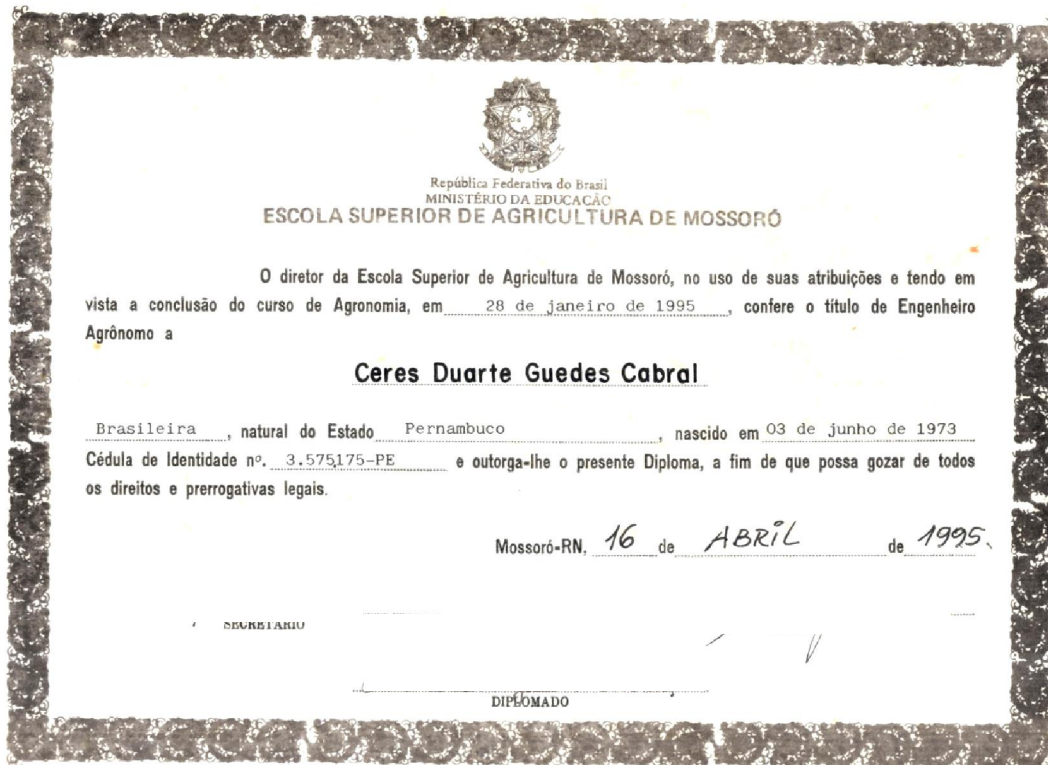 República Federativa do Brasil
MINISTÉRIO DA EDUCAÇÃO
ESCOLA SUPERIOR DE AGRICULTURA DE MOSSORÓ
O diretor da Escola Superior de Agricultura de Mossoró, no uso de suas atribuições e tendo em
vista a conclusão do curso de Agronomia, em 28 de janeiro de 1995, confere o título de Engenheiro
Agrônomo a
Ceres Duarte Guedes Cabral
Brasileira, natural do Estado Pernambuco, nascido em 03 de junho de 1973
Cédula de Identidade nº. 3.575,175-PE e outorga-lhe o presente Diploma, a fim de que possa gozar de todos
os direitos e prerrogativas legais.
Mossoró-RN, 16 de ABRIL de 1995.
SECRETARIO
DIPLOMADO